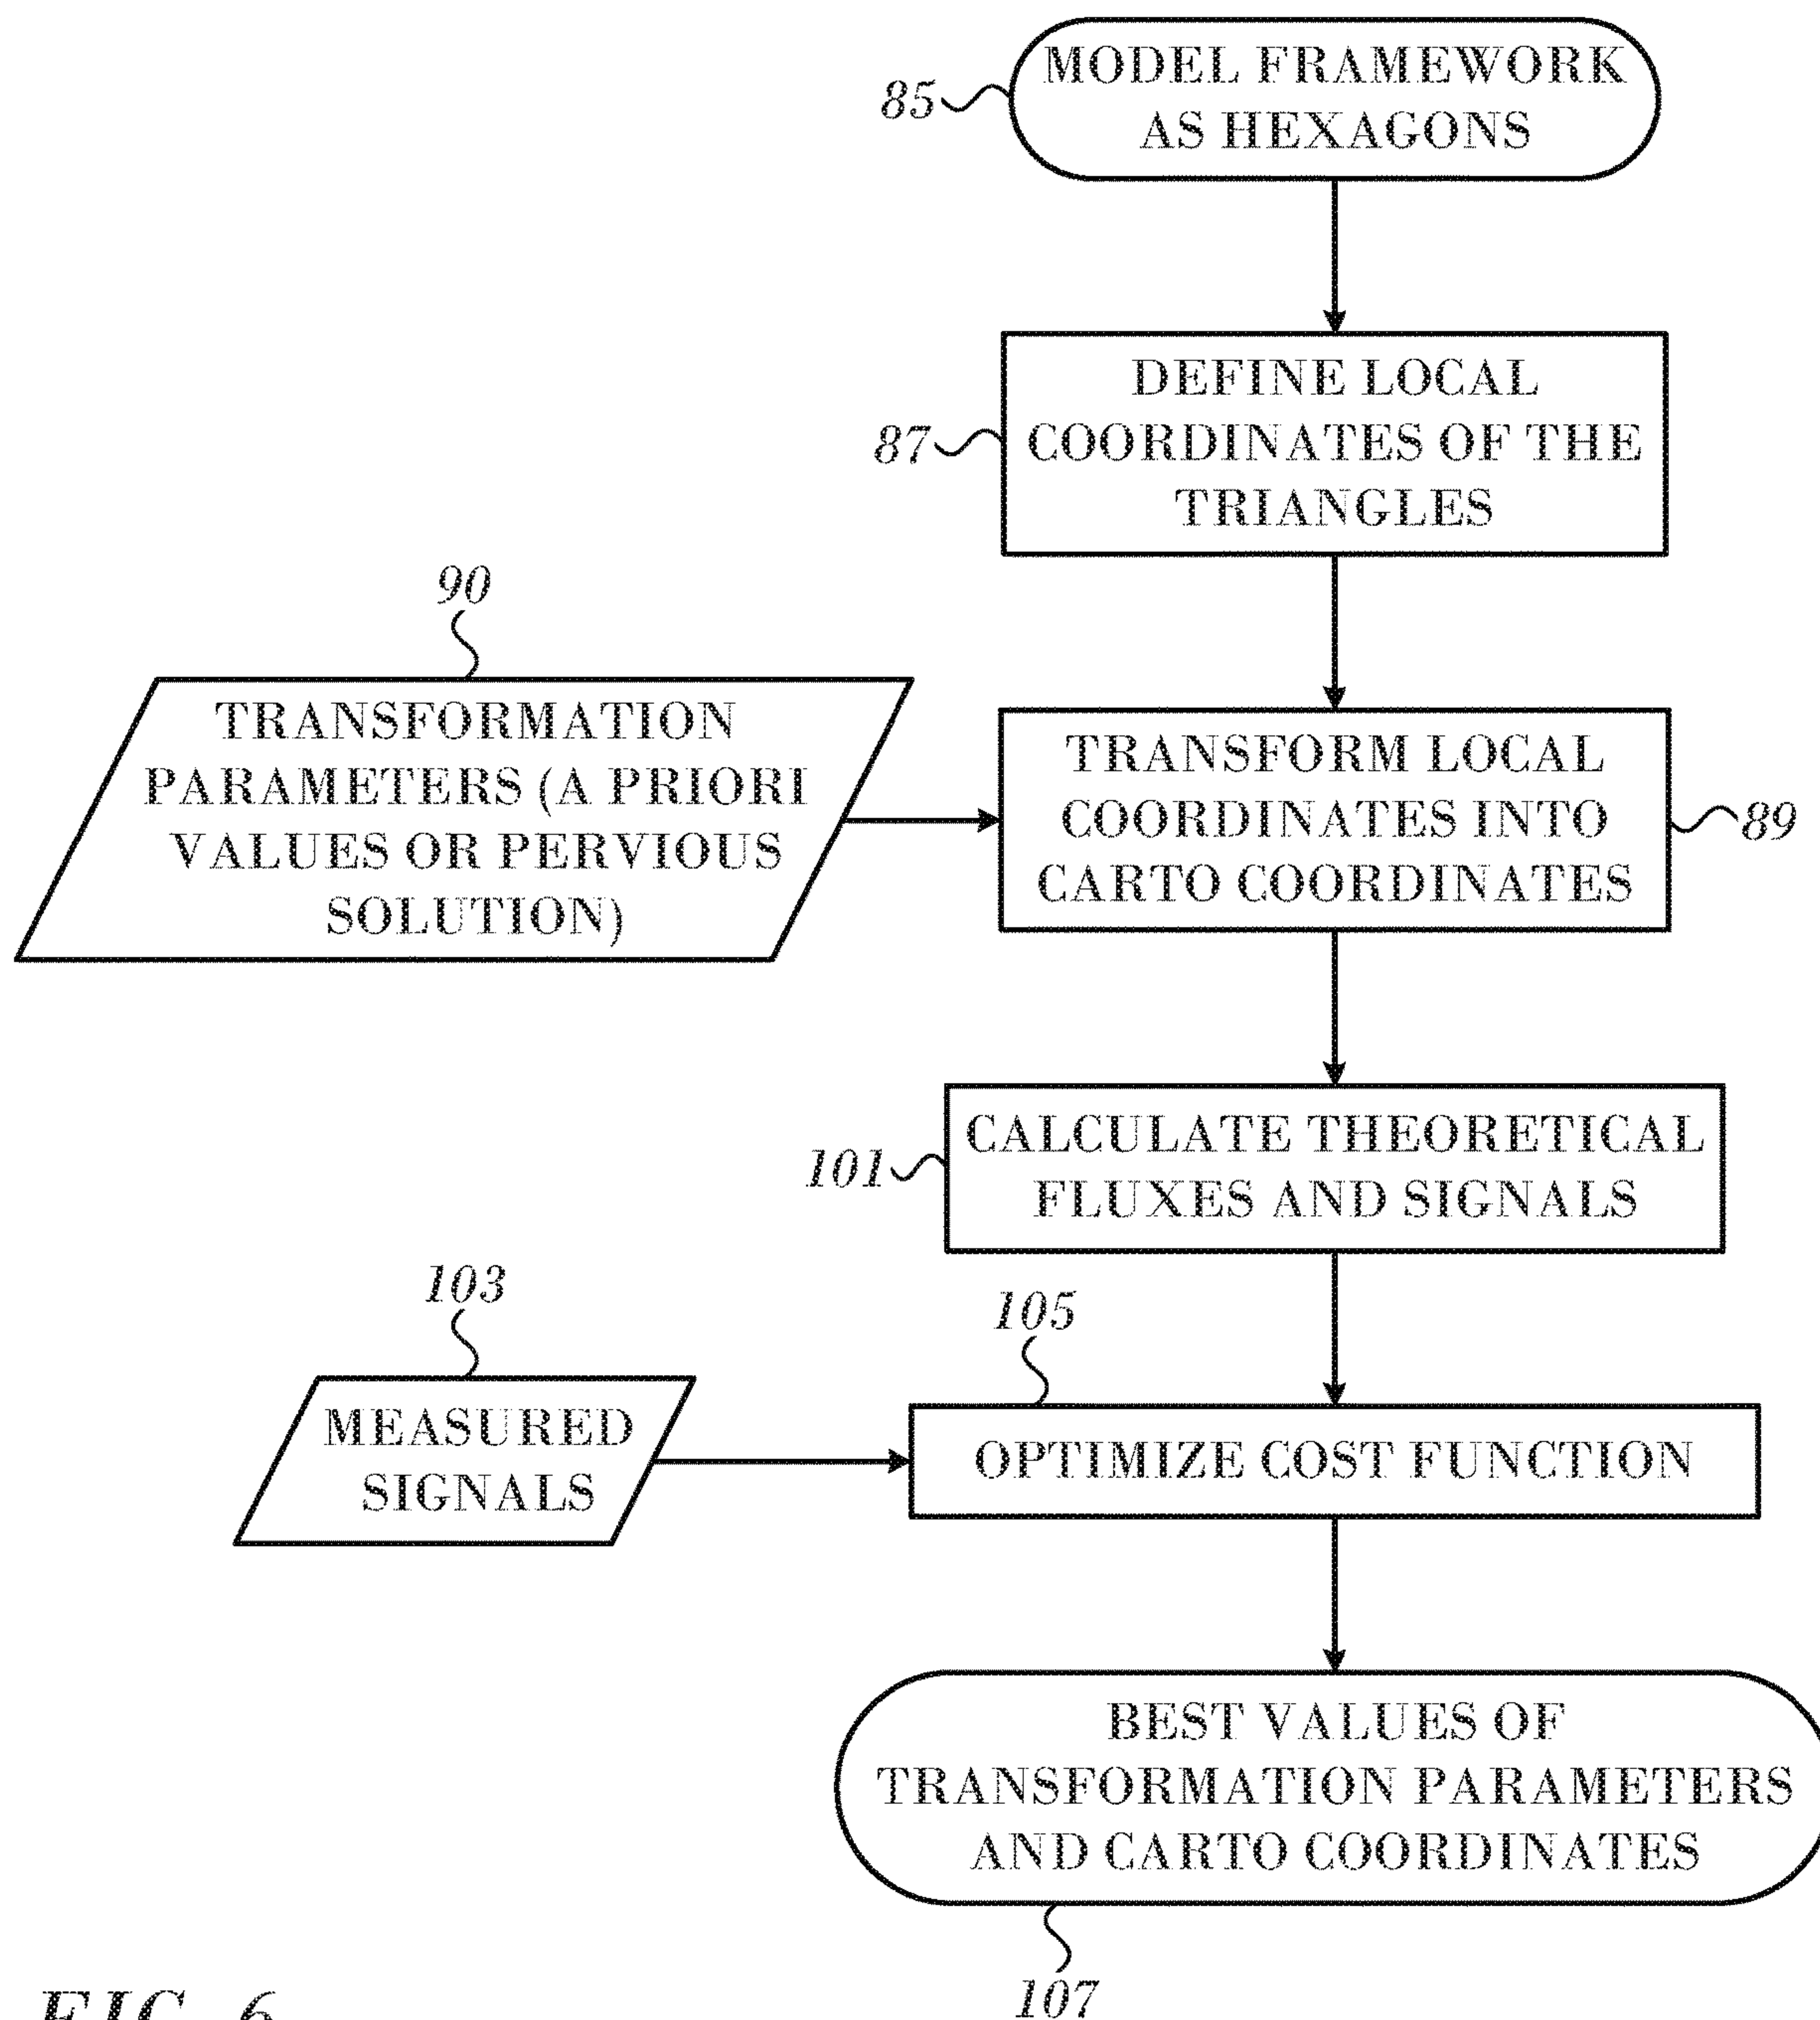 MODEL FRAMEWORK
AS HEXAGONS
85
DEFINE LOCAL
COORDINATES OF THE
TRIANGLES
87
90
TRANSFORMATION
PARAMETERS (A PRIORI
VALUES OR PERVIOUS
SOLUTION)
TRANSFORM LOCAL
COORDINATES INTO
CARTO COORDINATES
89
CALCULATE THEORETICAL
FLUXES AND SIGNALS
101
103
MEASURED
SIGNALS
105
OPTIMIZE COST FUNCTION
BEST VALUES OF
TRANSFORMATION PARAMETERS
AND CARTO COORDINATES
107
FIG. 6